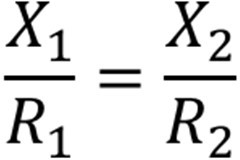 X₁/R₁ = X₂/R₂